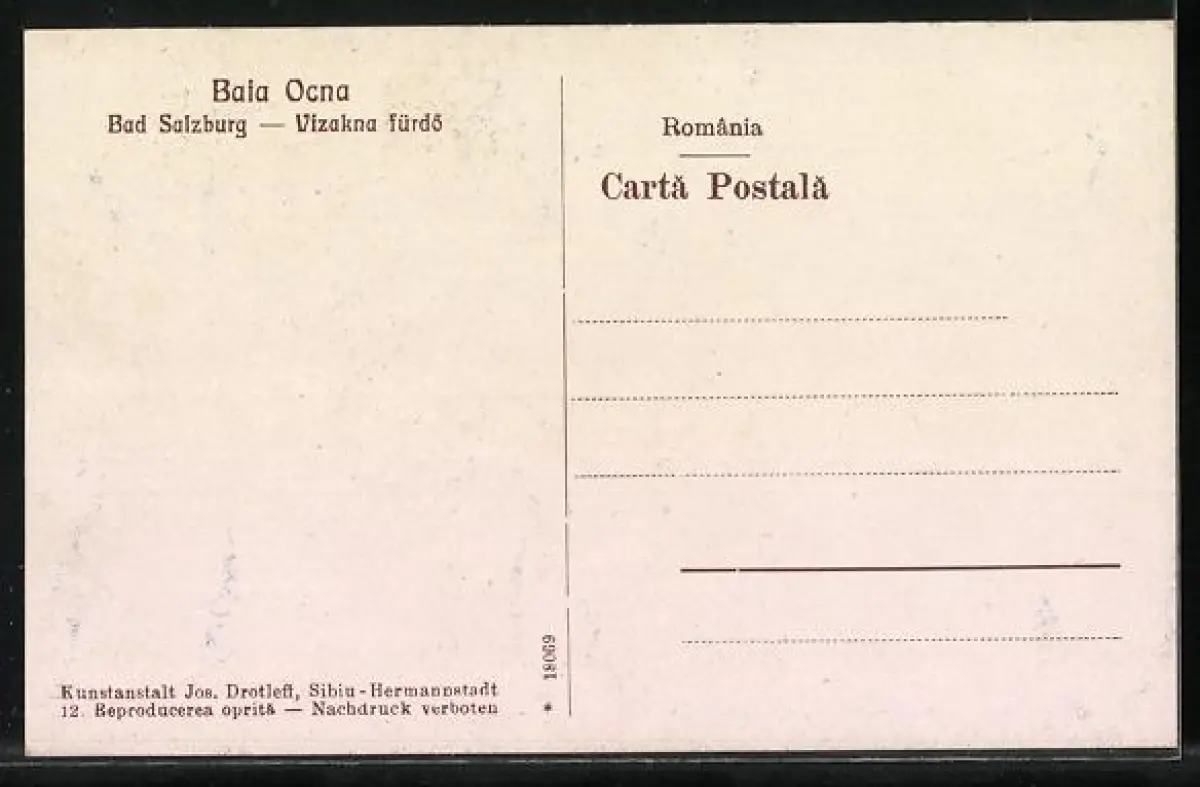 Baia Ocna
Bad Salzburg — Vizakna fürdő
România
Cartă Postală
Kunstanstalt Jos. Drotleff, Sibiu-Hermannstadt
12. Reproducerea oprită — Nachdruck verboten
* 18069